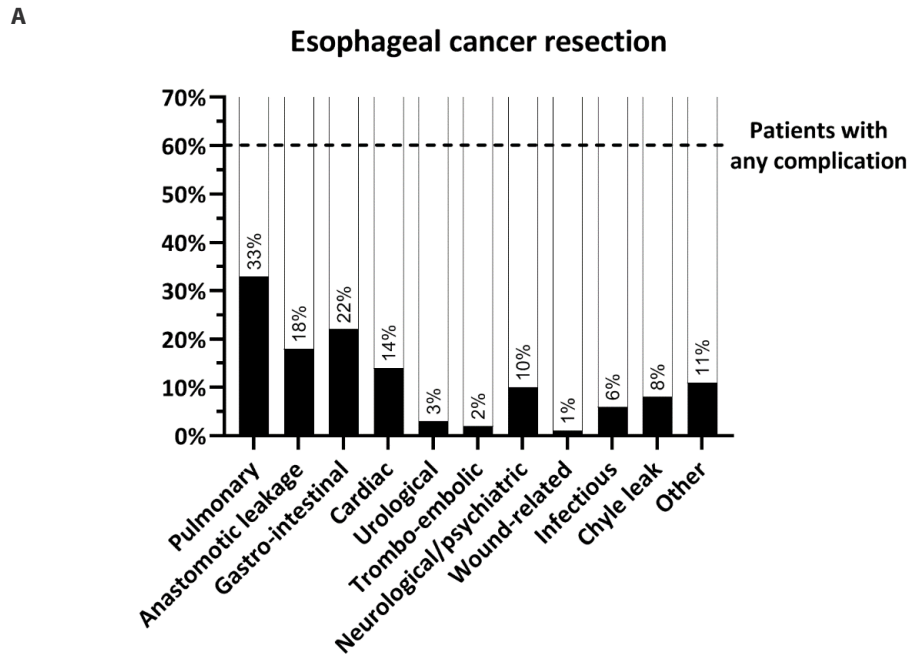 A
Esophageal cancer resection
70%
60%
50%
40%
30%
20%
10%
0%
Patients with
any complication
33%
18%
22%
14%
3%
2%
10%
1%
6%
8%
11%
Pulmonary
Anastomotic leakage
Gastro-intestinal
Cardiac
Urological
Trombo-embolic
Neurological/psychiatric
Wound-related
Infectious
Chyle leak
Other